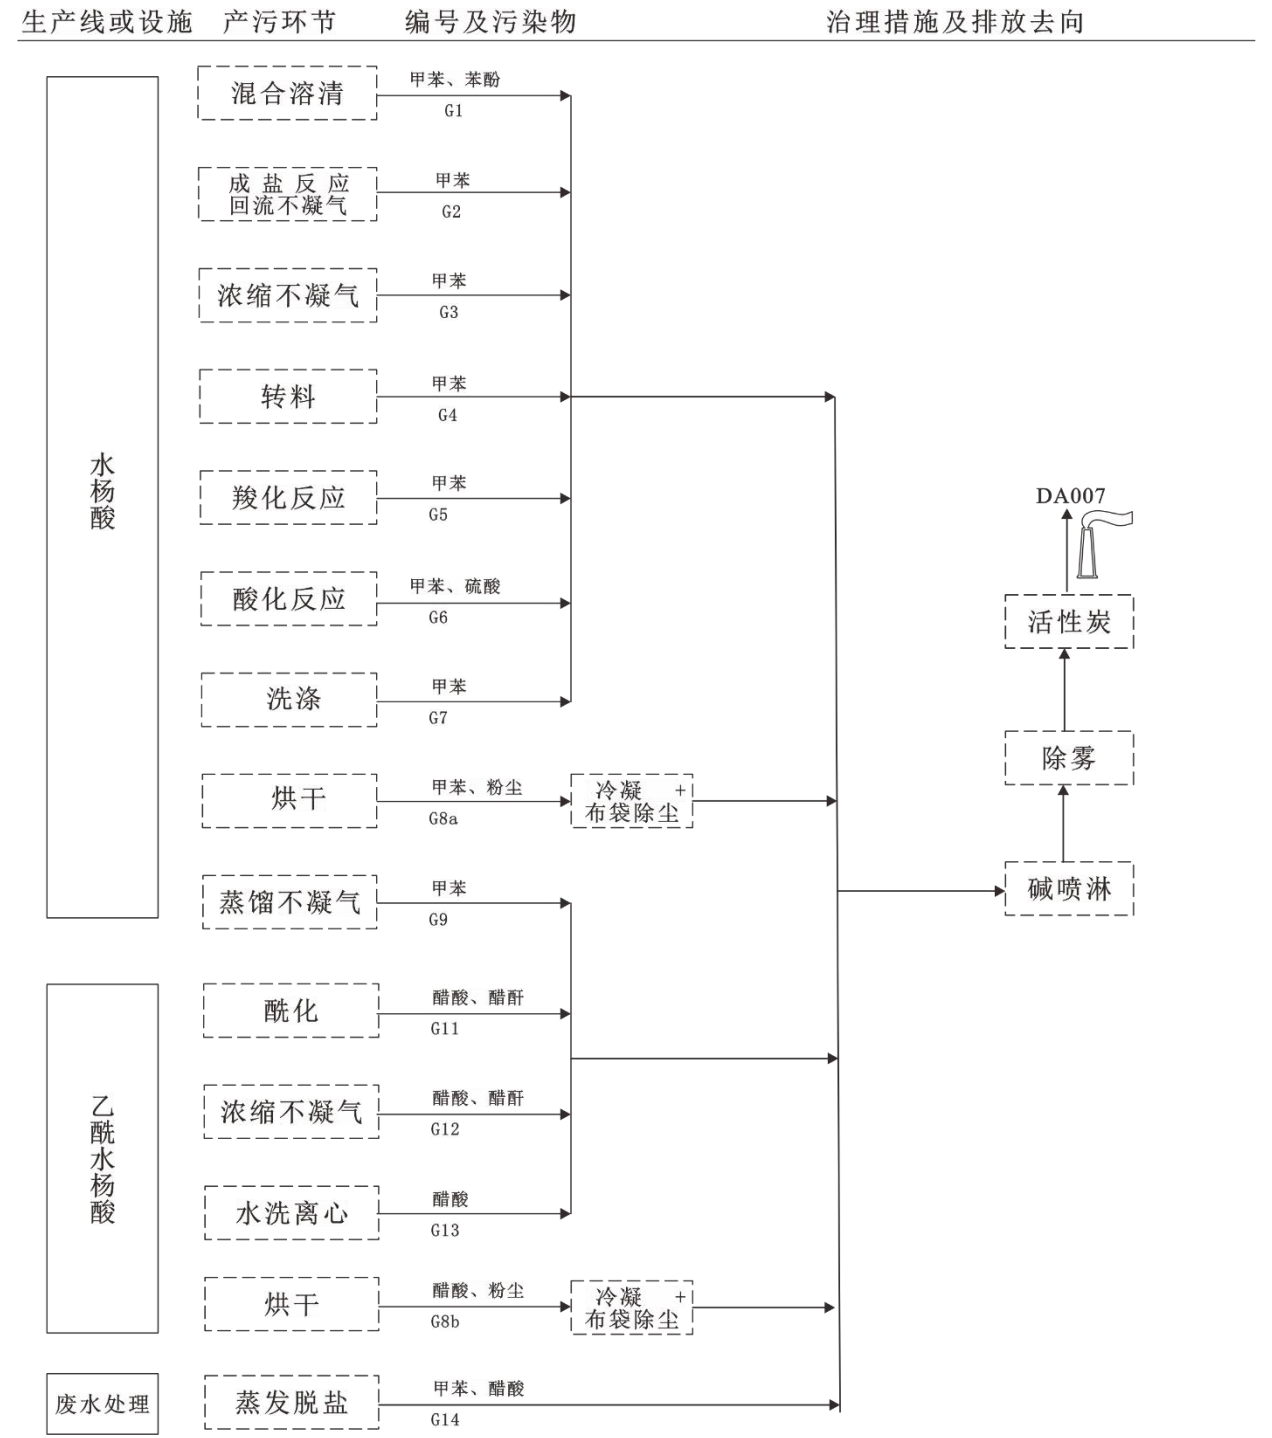 生产线或设施 产污环节 编号及污染物 治理措施及排放去向
水杨酸
混合溶清
甲苯、苯酚
G1
成盐反应
回流不凝气
甲苯
G2
浓缩不凝气
甲苯
G3
转料
甲苯
G4
羧化反应
甲苯
G5
酸化反应
甲苯、硫酸
G6
洗涤
甲苯
G7
烘干
甲苯、粉尘
G8a
冷凝 +
布袋除尘
蒸馏不凝气
甲苯
G9
乙酰水杨酸
酰化
醋酸、醋酐
G11
浓缩不凝气
醋酸、醋酐
G12
水洗离心
醋酸
G13
烘干
醋酸、粉尘
G8b
冷凝 +
布袋除尘
废水处理
蒸发脱盐
甲苯、醋酸
G14
DA007
活性炭
除雾
碱喷淋